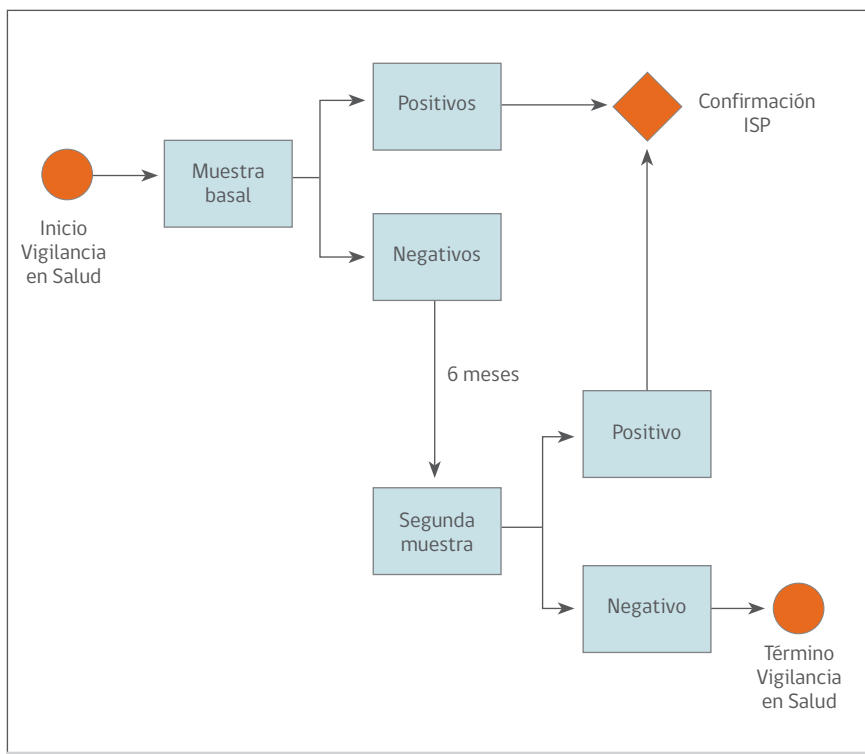 Positivos
Confirmación
ISP
Muestra
basal
Inicio
Vigilancia
en Salud
Negativos
6 meses
Positivo
Segunda
muestra
Negativo
Término
Vigilancia
en Salud